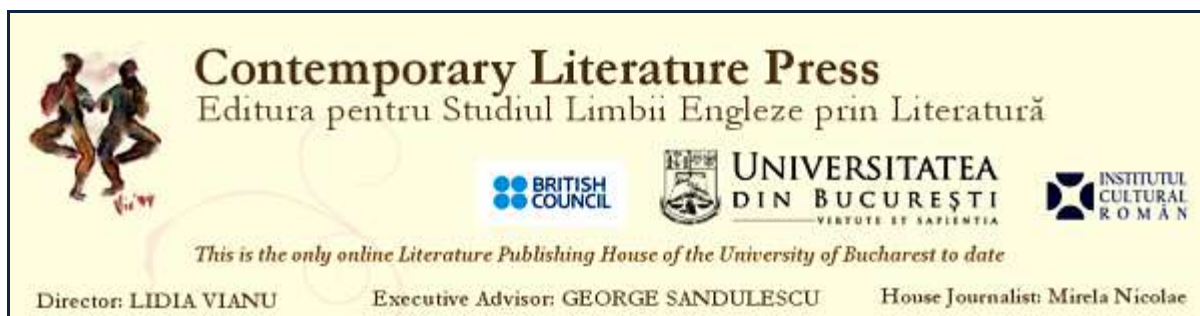 Contemporary Literature Press
Editura pentru Studiul Limbii Engleze prin Literatură
BRITISH
COUNCIL
UNIVERSITATEA
DIN BUCUREȘTI
VIRTUTE ET SAPIENTIA
INSTITUTUL
CULTURAL
ROMÂN
This is the only online Literature Publishing House of the University of Bucharest to date
Director: LIDIA VIANU Executive Advisor: GEORGE SANDULESCU House Journalist: Mirela Nicolae